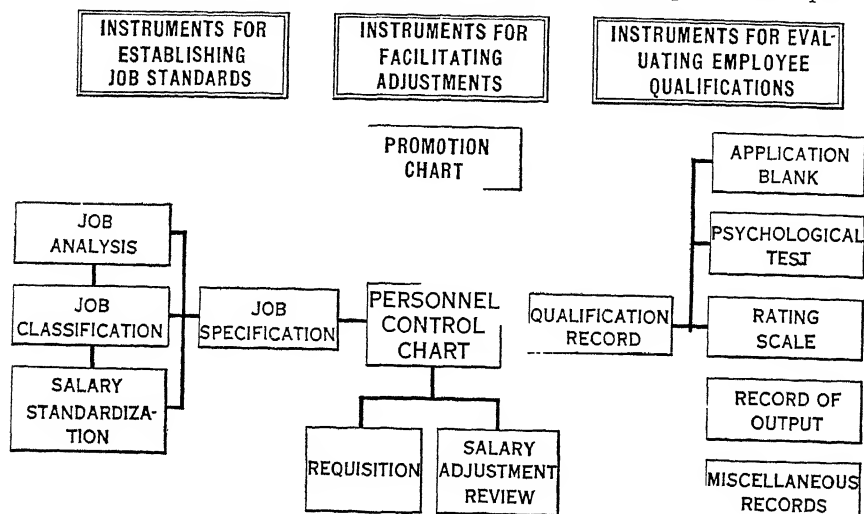 INSTRUMENTS FOR
ESTABLISHING
JOB STANDARDS
INSTRUMENTS FOR
FACILITATING
ADJUSTMENTS
INSTRUMENTS FOR EVAL-
UATING EMPLOYEE
QUALIFICATIONS
PROMOTION
CHART
APPLICATION
BLANK
JOB
ANALYSIS
PSYCHOLOGICAL
TEST
JOB
CLASSIFICATION
JOB
SPECIFICATION
PERSONNEL
CONTROL
CHART
QUALIFICATION
RECORD
RATING
SCALE
SALARY
STANDARDIZA-
TION
RECORD OF
OUTPUT
REQUISITION
SALARY
ADJUSTMENT
REVIEW
MISCELLANEOUS
RECORDS